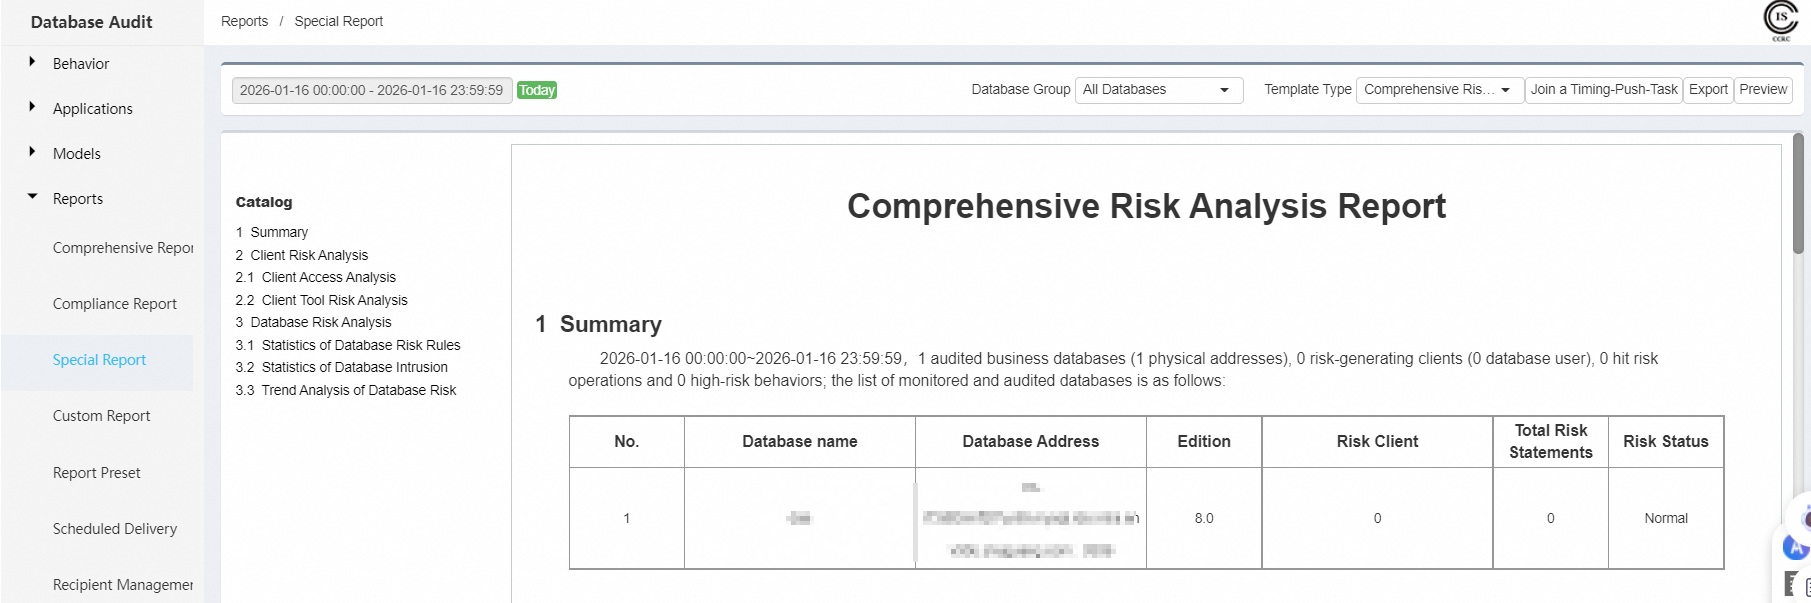 Database Audit
Reports / Special Report
IS
CCRC
Behavior
Applications
Models
Reports
Comprehensive Repor
Compliance Report
Special Report
Custom Report
Report Preset
Scheduled Delivery
Recipient Managemen
2026-01-16 00:00:00 - 2026-01-16 23:59:59 Today
Database Group All Databases Template Type Comprehensive Ris... Join a Timing-Push-Task Export Preview
Catalog
1 Summary
2 Client Risk Analysis
2.1 Client Access Analysis
2.2 Client Tool Risk Analysis
3 Database Risk Analysis
3.1 Statistics of Database Risk Rules
3.2 Statistics of Database Intrusion
3.3 Trend Analysis of Database Risk
Comprehensive Risk Analysis Report
1 Summary
2026-01-16 00:00:00~2026-01-16 23:59:59，1 audited business databases (1 physical addresses), 0 risk-generating clients (0 database user), 0 hit risk
operations and 0 high-risk behaviors; the list of monitored and audited databases is as follows:
No. Database name Database Address Edition Risk Client Total Risk Statements Risk Status
1 8.0 0 0 Normal